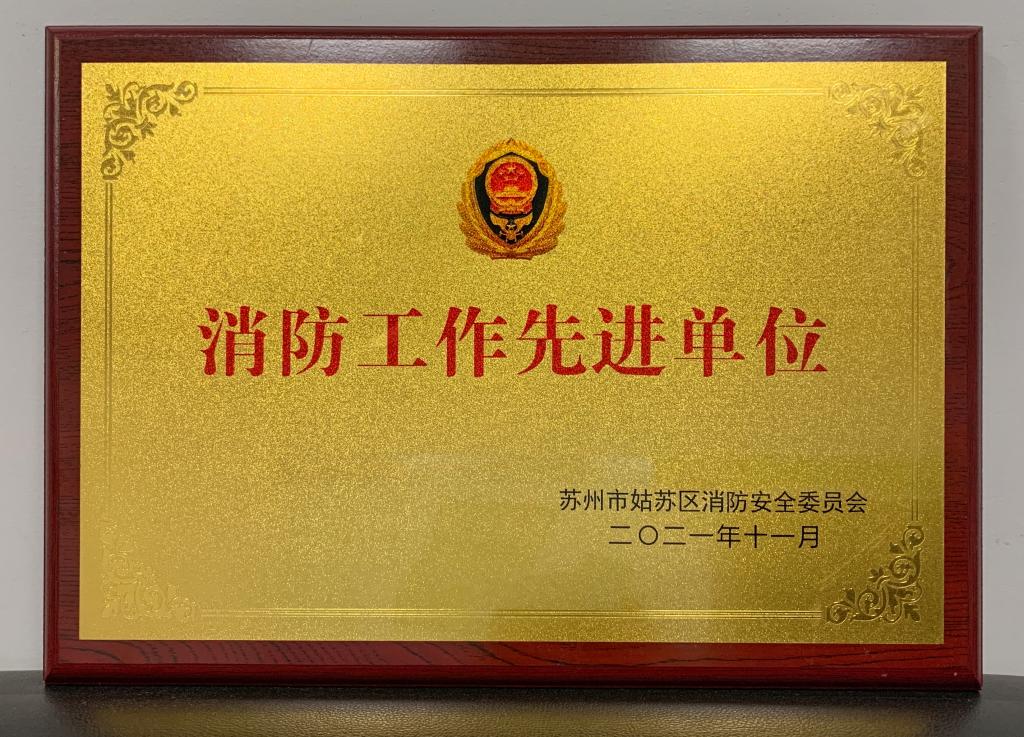 消防工作先进单位
苏州市姑苏区消防安全委员会
二〇二一年十一月